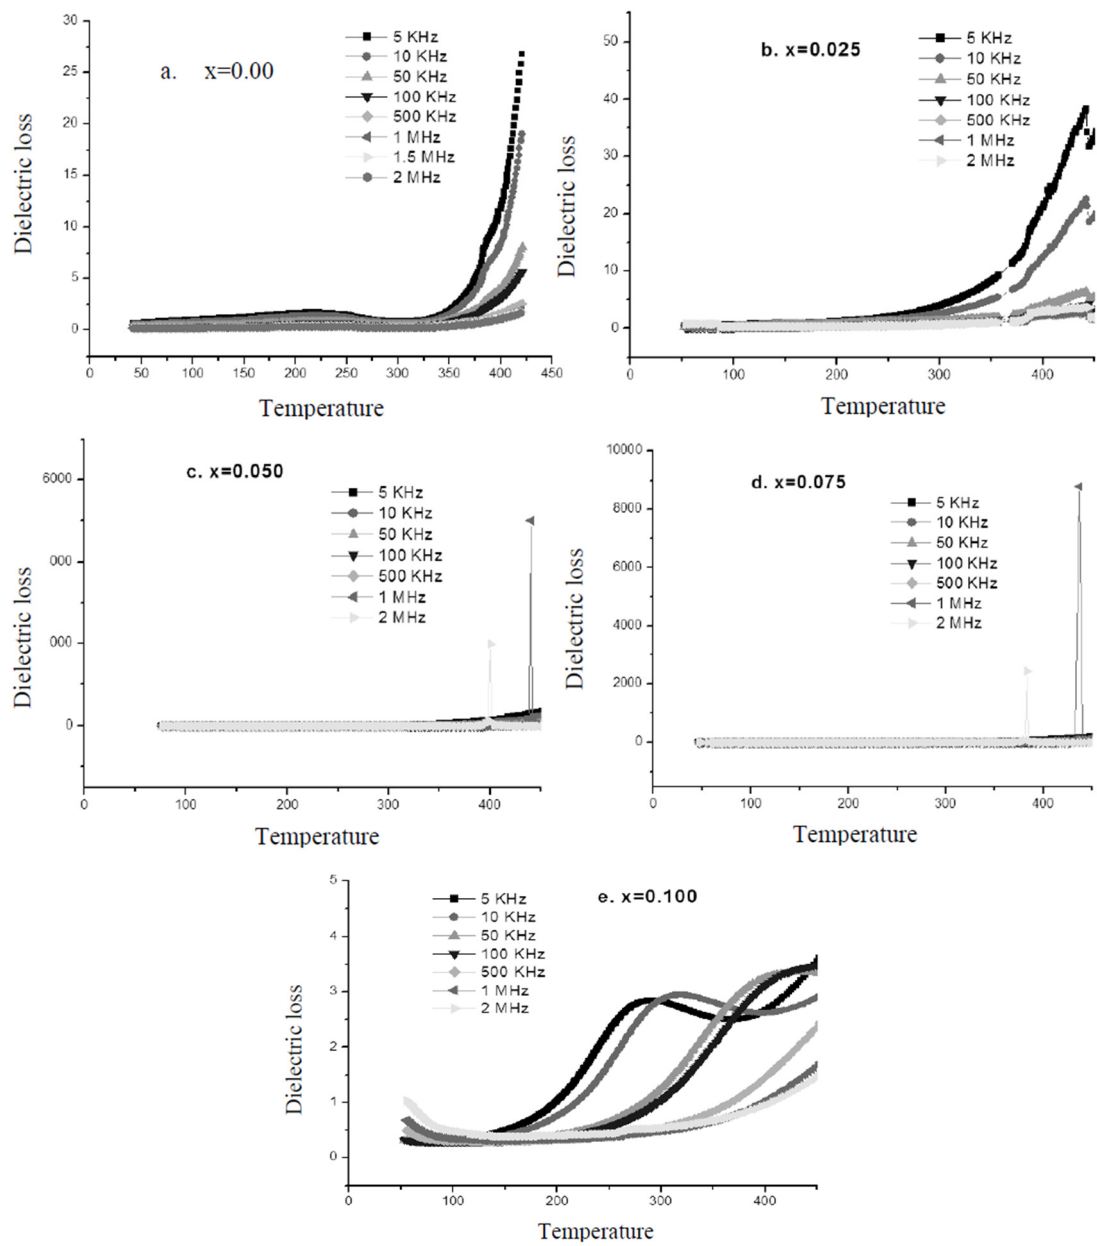 a. x=0.00
5 KHz
10 KHz
50 KHz
100 KHz
500 KHz
1 MHz
1.5 MHz
2 MHz
Dielectric loss
30
25
20
15
10
5
0
0 50 100 150 200 250 300 350 400 450
Temperature
b. x=0.025
5 KHz
10 KHz
50 KHz
100 KHz
500 KHz
1 MHz
2 MHz
Dielectric loss
50
40
30
20
10
0
0 100 200 300 400
Temperature
c. x=0.050
5 KHz
10 KHz
50 KHz
100 KHz
500 KHz
1 MHz
2 MHz
Dielectric loss
6000
000
000
0
0 100 200 300 400
Temperature
d. x=0.075
5 KHz
10 KHz
50 KHz
100 KHz
500 KHz
1 MHz
2 MHz
Dielectric loss
10000
8000
6000
4000
2000
0
0 100 200 300 400
Temperature
e. x=0.100
5 KHz
10 KHz
50 KHz
100 KHz
500 KHz
1 MHz
2 MHz
Dielectric loss
5
4
3
2
1
0
0 100 200 300 400
Temperature